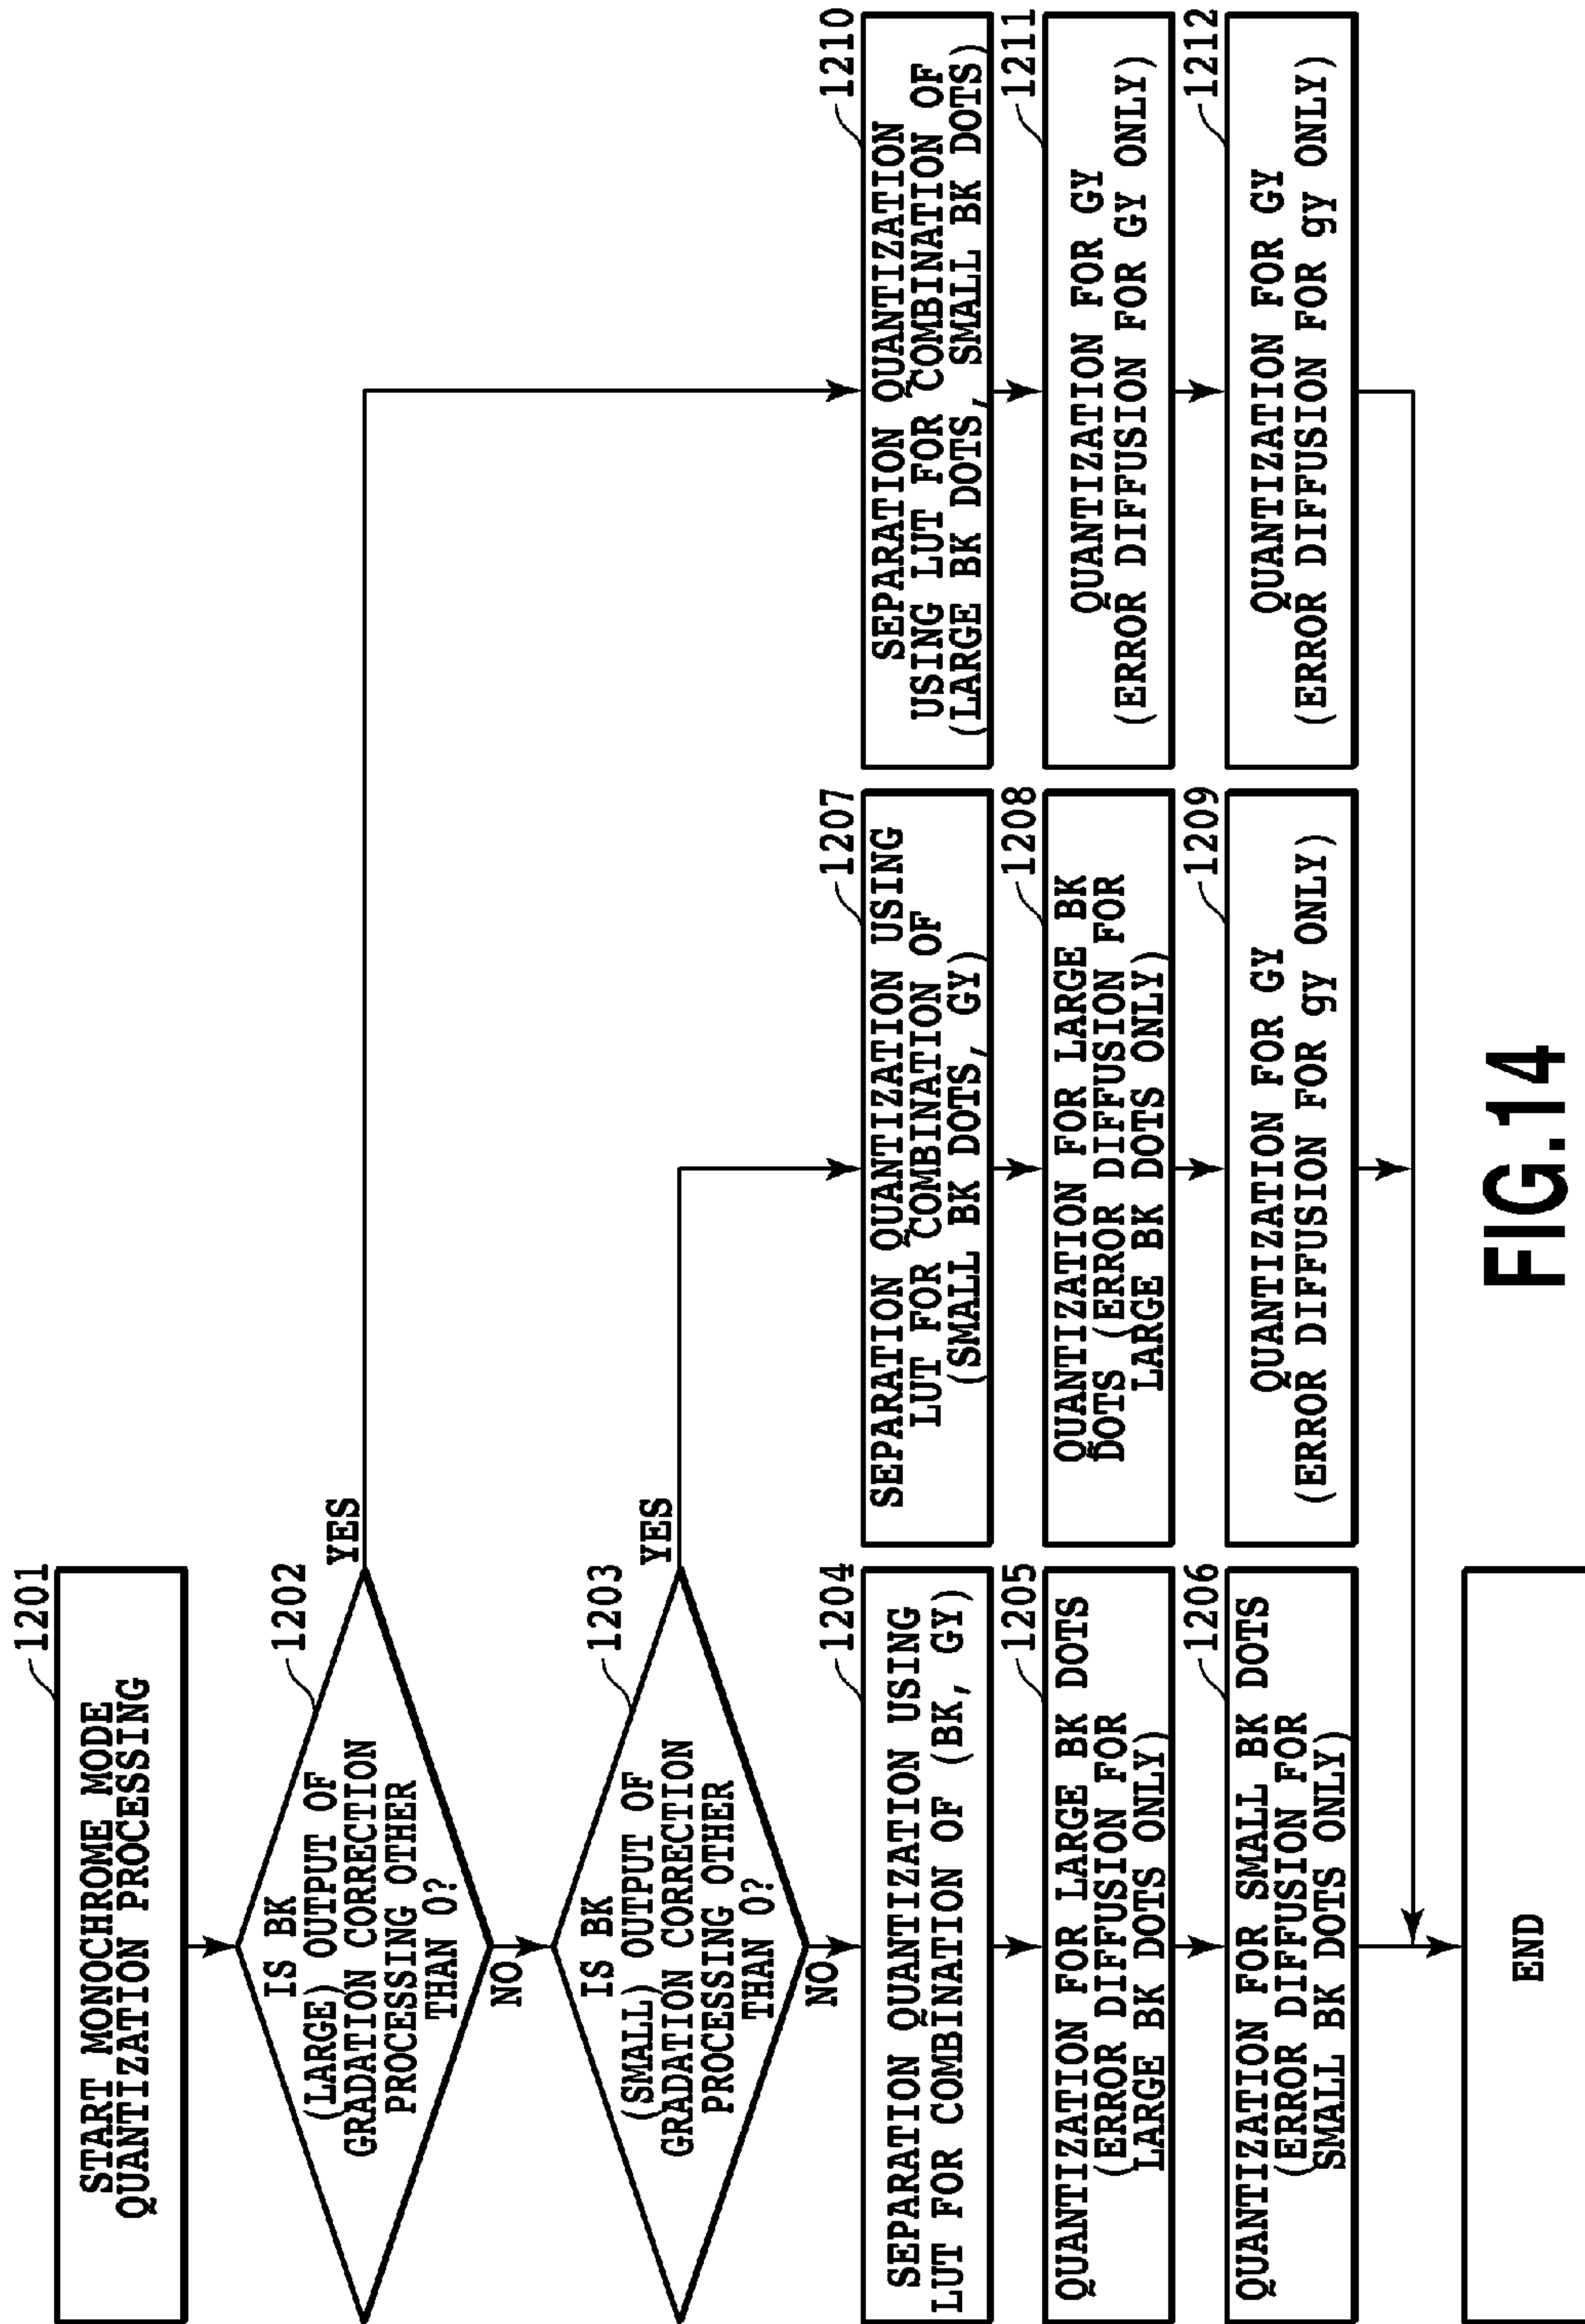 1201
START MONOCHROME MODE
QUANTIZATION PROCESSING
1202
IS BK
(LARGE) OUTPUT OF
GRADATION CORRECTION
PROCESSING OTHER
THAN 0?
YES
NO
1203
IS BK
(SMALL) OUTPUT OF
GRADATION CORRECTION
PROCESSING OTHER
THAN 0?
YES
NO
1204
SEPARATION QUANTIZATION USING
LUT FOR COMBINATION OF (BK, GY)
1205
QUANTIZATION FOR LARGE BK DOTS
(ERROR DIFFUSION FOR
LARGE BK DOTS ONLY)
1206
QUANTIZATION FOR SMALL BK DOTS
(ERROR DIFFUSION FOR
SMALL BK DOTS ONLY)
1207
SEPARATION QUANTIZATION USING
LUT FOR COMBINATION OF
(SMALL BK DOTS, GY)
1208
QUANTIZATION FOR LARGE BK
DOTS (ERROR DIFFUSION FOR
LARGE BK DOTS ONLY)
1209
QUANTIZATION FOR GY
(ERROR DIFFUSION FOR gy ONLY)
1210
SEPARATION QUANTIZATION
USING LUT FOR COMBINATION OF
(LARGE BK DOTS, SMALL BK DOTS)
1211
QUANTIZATION FOR GY
(ERROR DIFFUSION FOR GY ONLY)
1212
QUANTIZATION FOR GY
(ERROR DIFFUSION FOR gy ONLY)
END
FIG.14